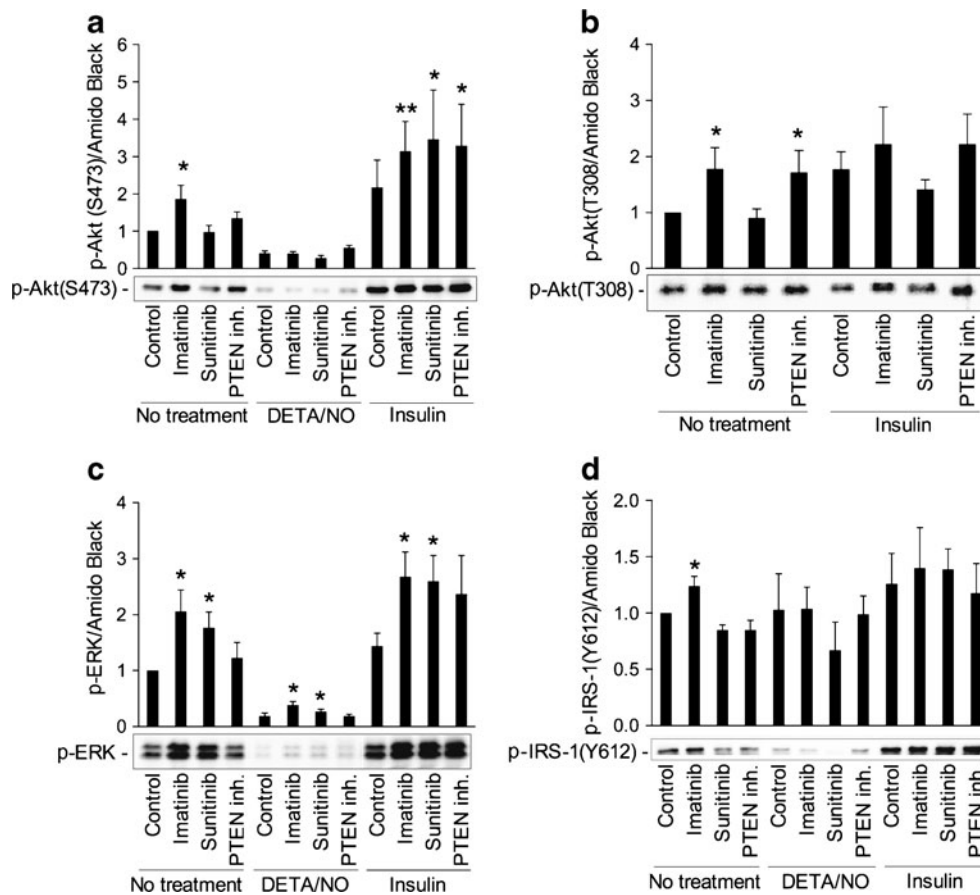 a
p-Akt (S473)/Amido Black
6
5
4
3
2
1
0
*
**
*
*
p-Akt(S473) -
Control
Imatinib
Sunitinib
PTEN inh.
Control
Imatinib
Sunitinib
PTEN inh.
Control
Imatinib
Sunitinib
PTEN inh.
No treatment
DETA/NO
Insulin
b
p-Akt(T308/Amido Black
4
3
2
1
0
*
*
p-Akt(T308) -
Control
Imatinib
Sunitinib
PTEN inh.
Control
Imatinib
Sunitinib
PTEN inh.
No treatment
Insulin
c
p-ERK/Amido Black
4
3
2
1
0
*
*
*
*
*
*
p-ERK -
Control
Imatinib
Sunitinib
PTEN inh.
Control
Imatinib
Sunitinib
PTEN inh.
Control
Imatinib
Sunitinib
PTEN inh.
No treatment
DETA/NO
Insulin
d
p-IRS-1(Y612)/Amido Black
2.0
1.5
1.0
0.5
0.0
*
p-IRS-1(Y612) -
Control
Imatinib
Sunitinib
PTEN inh.
Control
Imatinib
Sunitinib
PTEN inh.
Control
Imatinib
Sunitinib
PTEN inh.
No treatment
DETA/NO
Insulin